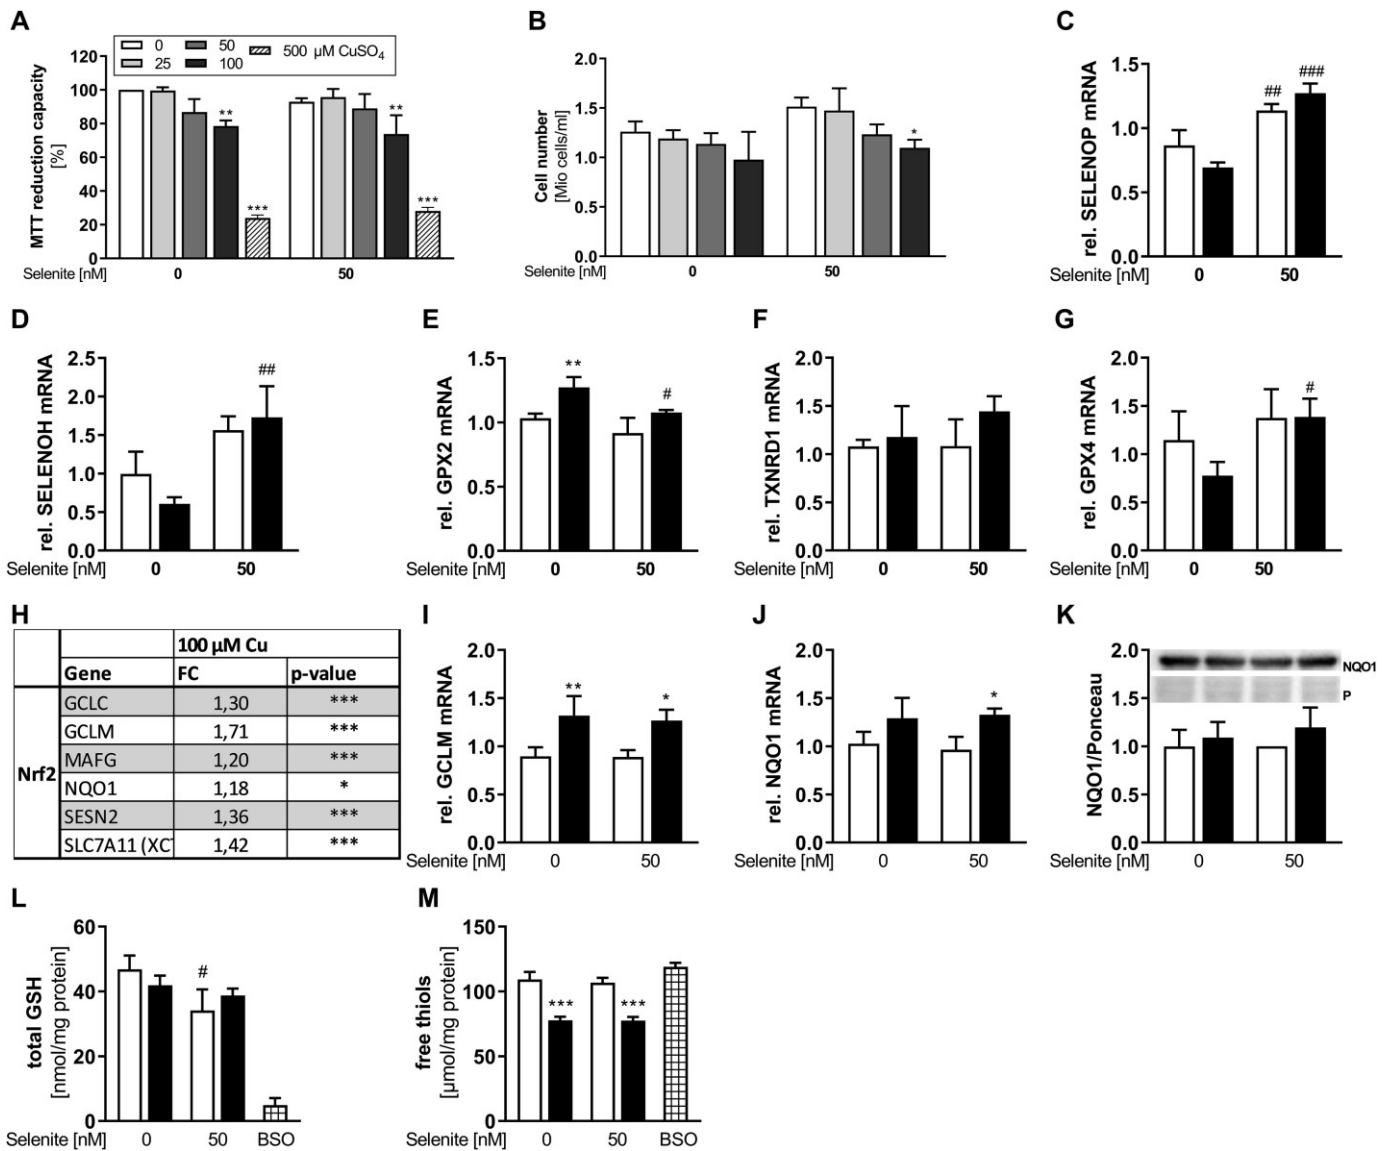 A
MTT reduction capacity
[%]
120
100
80
60
40
20
0
0
50
500 µM CuSO4
25
100
**
***
**
***
Selenite [nM]
0
50
B
Cell number
[Mio cells/ml]
2.0
1.5
1.0
0.5
0.0
*
Selenite [nM]
0
50
C
rel. SELENOP mRNA
1.5
1.0
0.5
0.0
##
###
Selenite [nM]
0
50
D
rel. SELENOH mRNA
2.5
2.0
1.5
1.0
0.5
0.0
##
Selenite [nM]
0
50
E
rel. GPX2 mRNA
1.5
1.0
0.5
0.0
**
#
Selenite [nM]
0
50
F
rel. TXNRD1 mRNA
2.0
1.5
1.0
0.5
0.0
Selenite [nM]
0
50
G
rel. GPX4 mRNA
2.0
1.5
1.0
0.5
0.0
#
Selenite [nM]
0
50
H
100 µM Cu
Gene FC p-value
Nrf2
GCLC 1,30 ***
GCLM 1,71 ***
MAFG 1,20 ***
NQO1 1,18 *
SESN2 1,36 ***
SLC7A11 (XC 1,42 ***
I
rel. GCLM mRNA
2.0
1.5
1.0
0.5
0.0
**
*
Selenite [nM]
0
50
J
rel. NQO1 mRNA
2.0
1.5
1.0
0.5
0.0
*
Selenite [nM]
0
50
K
NQO1/Ponceau
2.0
1.5
1.0
0.5
0.0
NQO1
P
Selenite [nM]
0
50
L
total GSH
[nmol/mg protein]
60
40
20
0
#
Selenite [nM]
0
50
BSO
M
free thiols
[µmol/mg protein]
150
100
50
0
***
***
Selenite [nM]
0
50
BSO